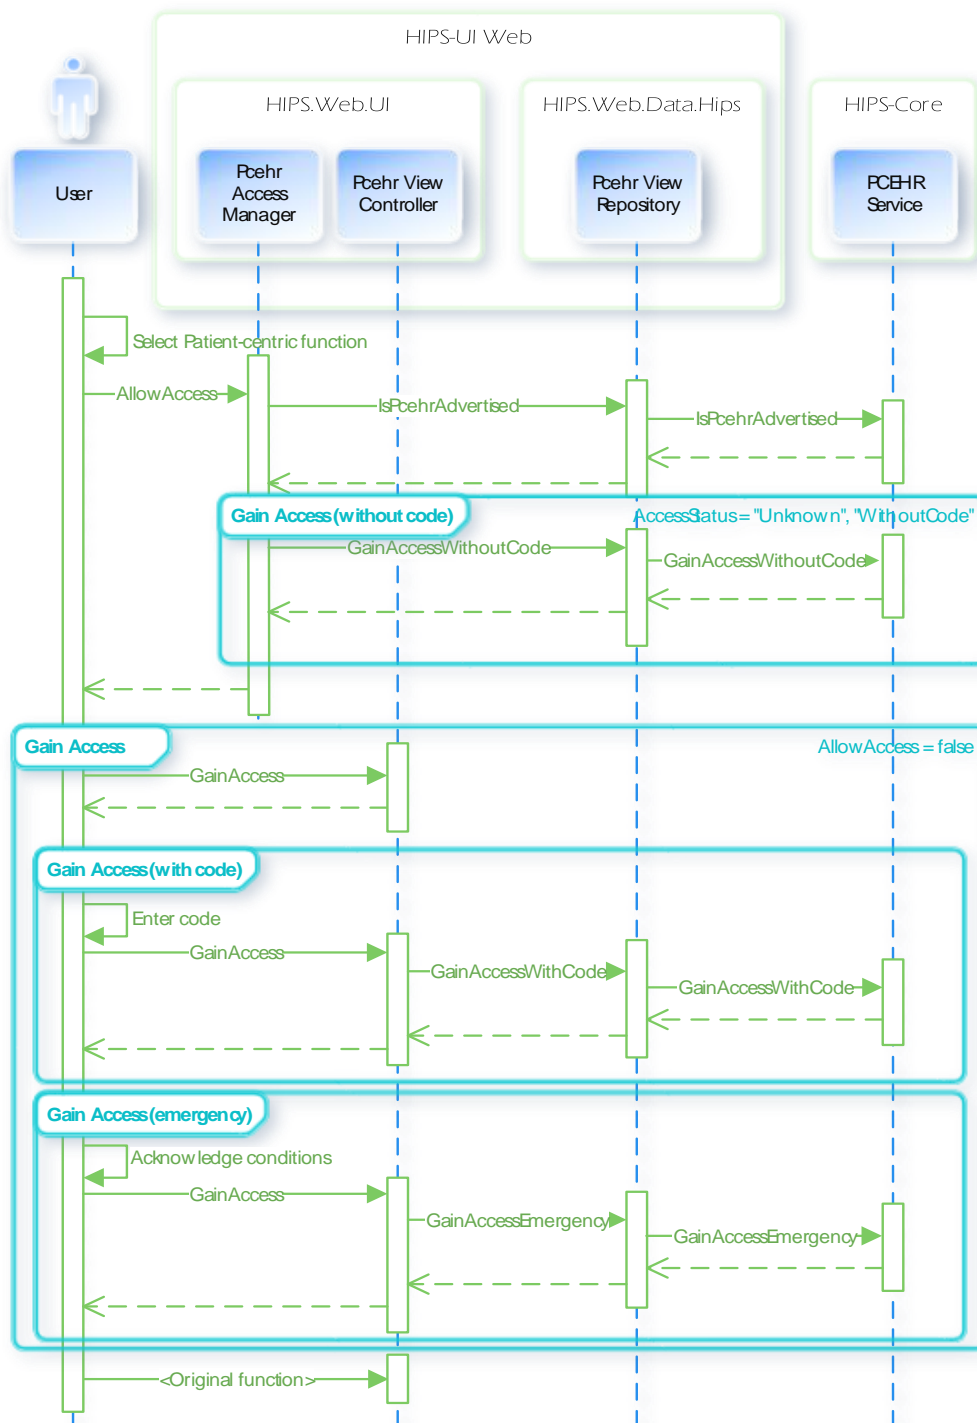 HIPS-UI Web
HIPS.Web.UI
HIPS.Web.Data.Hips
HIPS-Core
User
Pcehr
Access
Manager
Pcehr View
Controller
Pcehr View
Repository
PCEHR
Service
Select Patient-centric function
AllowAccess
IsPcehrAdvertised
IsPcehrAdvertised
Gain Access (without code)
AccessStatus = "Unknown", "WithoutCode"
GainAccessWithoutCode
GainAccessWithoutCode
Gain Access
AllowAccess = false
GainAccess
Gain Access (with code)
Enter code
GainAccess
GainAccessWithCode
GainAccessWithCode
Gain Access (emergency)
Acknowledge conditions
GainAccess
GainAccessEmergency
GainAccessEmergency
<Original function>